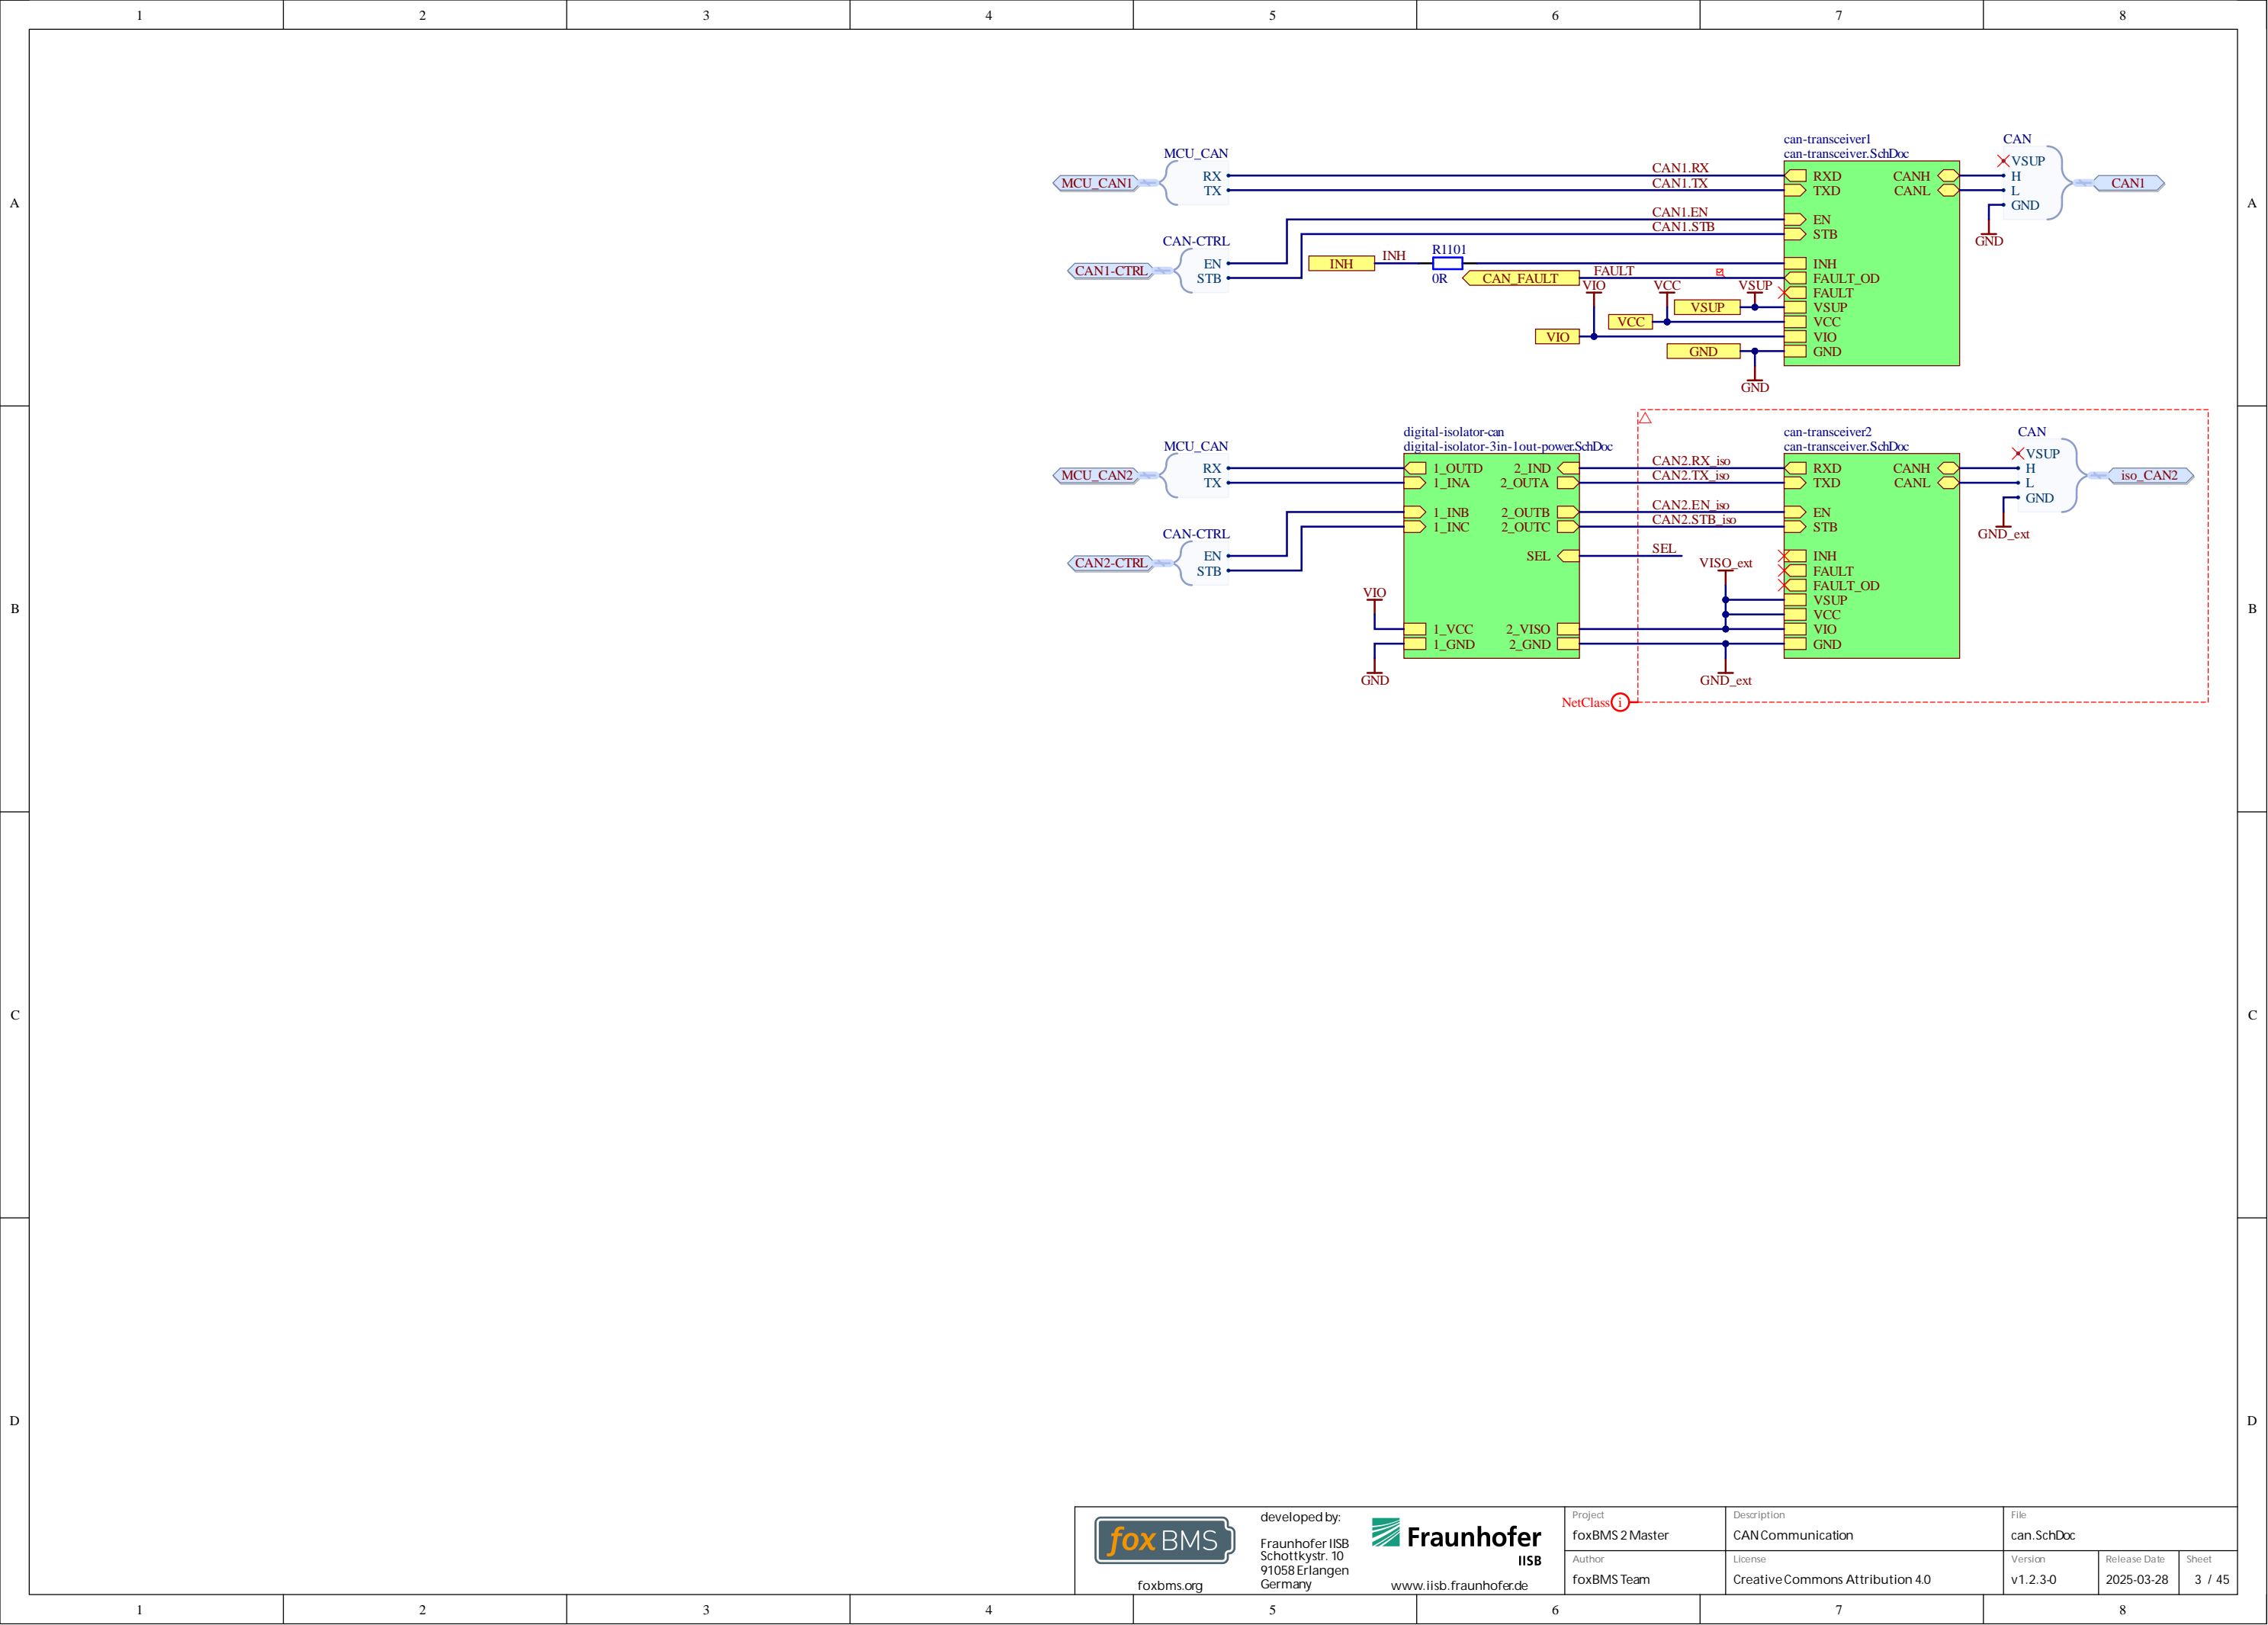 1 2 3 4 5 6 7 8
A A
B B
C C
D D
MCU_CAN1
MCU_CAN
RX
TX
CAN1-CTRL
CAN-CTRL
EN
STB
CAN1.RX
CAN1.TX
CAN1.EN
CAN1.STB
INH
INH
R1101
0R
CAN_FAULT
FAULT
VIO
VCC
VSUP
VSUP
VCC
VIO
GND
GND
can-transceiver1
can-transceiver.SchDoc
RXD CANH
TXD CANL
EN
STB
INH
FAULT_OD
FAULT
VSUP
VCC
VIO
GND
CAN
VSUP
H
L
GND
GND
CAN1
MCU_CAN2
MCU_CAN
RX
TX
CAN2-CTRL
CAN-CTRL
EN
STB
digital-isolator-can
digital-isolator-3in-1out-power.SchDoc
1_OUTD 2_IND
1_INA 2_OUTA
1_INB 2_OUTB
1_INC 2_OUTC
SEL
1_VCC 2_VISO
1_GND 2_GND
VIO
GND
CAN2.RX_iso
CAN2.TX_iso
CAN2.EN_iso
CAN2.STB_iso
SEL
VISO_ext
GND_ext
NetClass i
can-transceiver2
can-transceiver.SchDoc
RXD CANH
TXD CANL
EN
STB
INH
FAULT
FAULT_OD
VSUP
VCC
VIO
GND
CAN
VSUP
H
L
GND
GND_ext
iso_CAN2
foxBMS
foxbms.org
developed by:
Fraunhofer IISB
Schottkystr. 10
91058 Erlangen
Germany
Fraunhofer
IISB
www.iisb.fraunhofer.de
Project
foxBMS 2 Master
Description
CAN Communication
File
can.SchDoc
Author
foxBMS Team
License
Creative Commons Attribution 4.0
Version
v1.2.3-0
Release Date
2025-03-28
Sheet
3 / 45
1 2 3 4 5 6 7 8